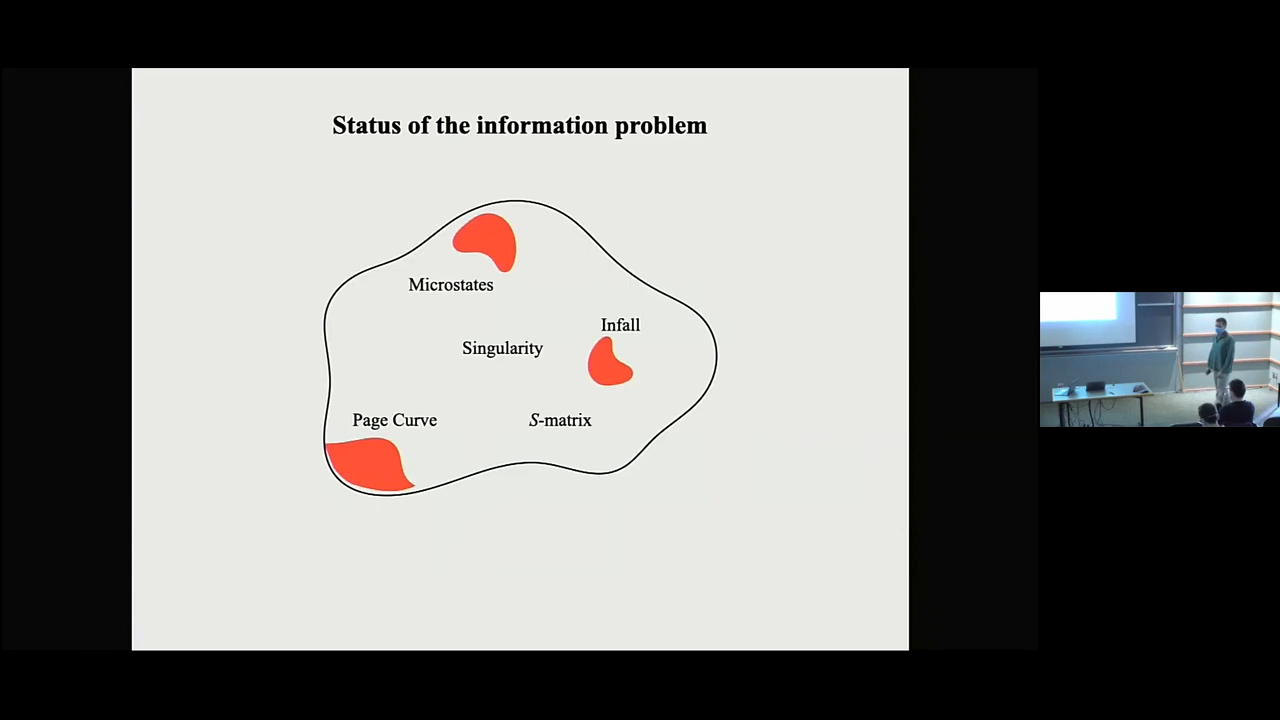 Status of the information problem
Microstates
Infall
Singularity
Page Curve
S-matrix